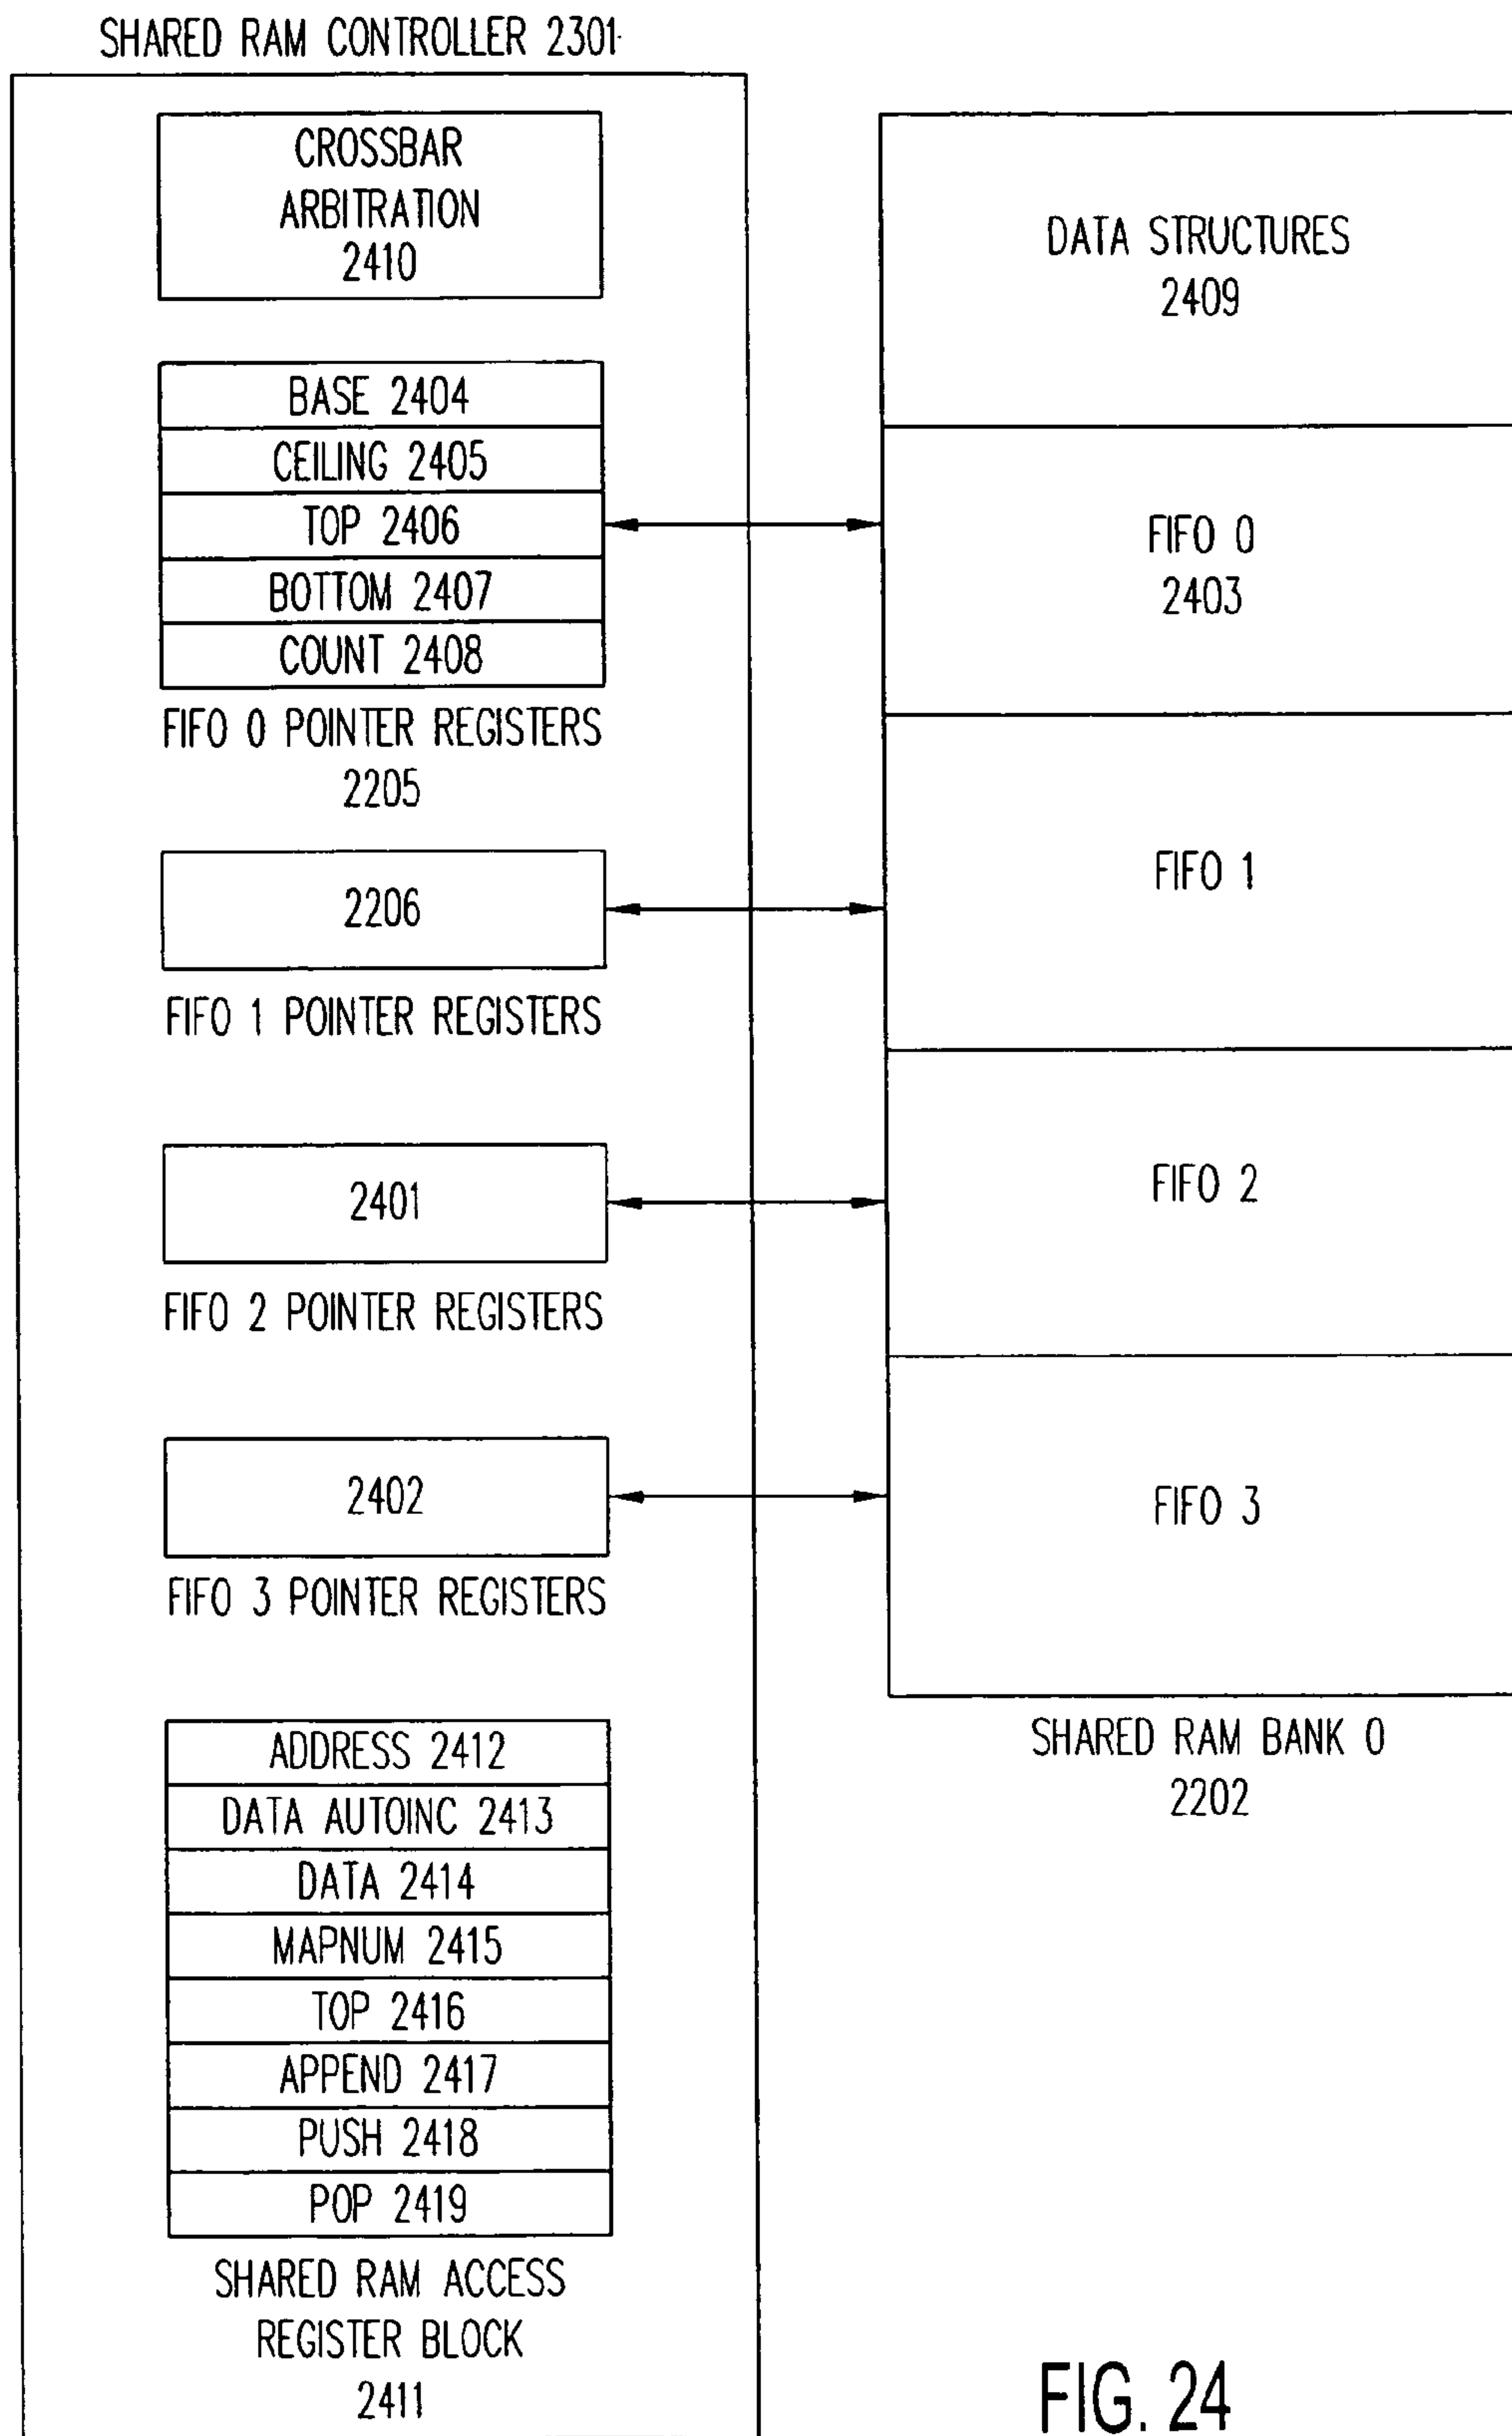 SHARED RAM CONTROLLER 2301
CROSSBAR
ARBITRATION
2410
BASE 2404
CEILING 2405
TOP 2406
BOTTOM 2407
COUNT 2408
FIFO 0 POINTER REGISTERS
2205
2206
FIFO 1 POINTER REGISTERS
2401
FIFO 2 POINTER REGISTERS
2402
FIFO 3 POINTER REGISTERS
ADDRESS 2412
DATA AUTOINC 2413
DATA 2414
MAPNUM 2415
TOP 2416
APPEND 2417
PUSH 2418
POP 2419
SHARED RAM ACCESS
REGISTER BLOCK
2411
DATA STRUCTURES
2409
FIFO 0
2403
FIFO 1
FIFO 2
FIFO 3
SHARED RAM BANK 0
2202
FIG. 24